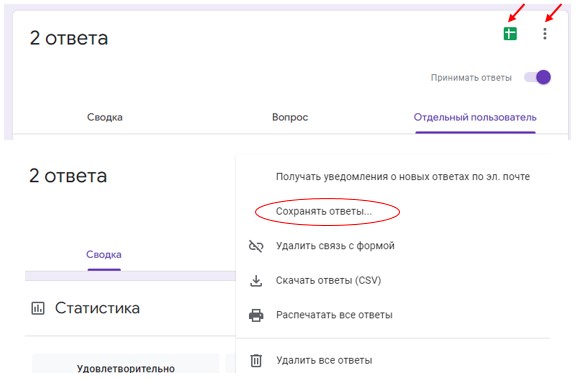 2 ответа
Принимать ответы
Сводка
Вопрос
Отдельный пользователь
2 ответа
Сводка
Статистика
Удовлетворительно
Получать уведомления о новых ответах по эл. почте
Сохранять ответы...
Удалить связь с формой
Скачать ответы (CSV)
Распечатать все ответы
Удалить все ответы